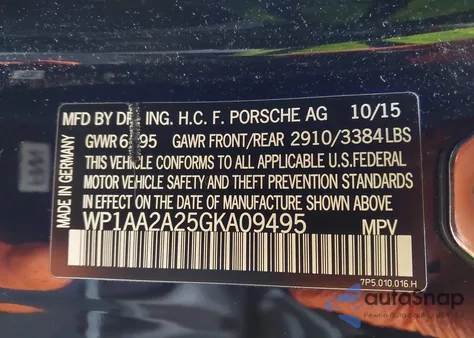 MFD BY ING. H.C. F. PORSCHE AG 10/15
GWR 95 GAWR FRONT/REAR 2910/3384 LBS
THIS VEHICLE CONFORMS TO ALL APPLICABLE U.S.FEDERAL
MOTOR VEHICLE SAFETY AND THEFT PREVENTION STANDARDS
IN EFFECT ON THE DATE OF MANUFACTURE SHOWN ABOVE
WP1AA2A25GKA09495 MPV
MADE IN GERMANY
7P5.010.016.H
autoSnap